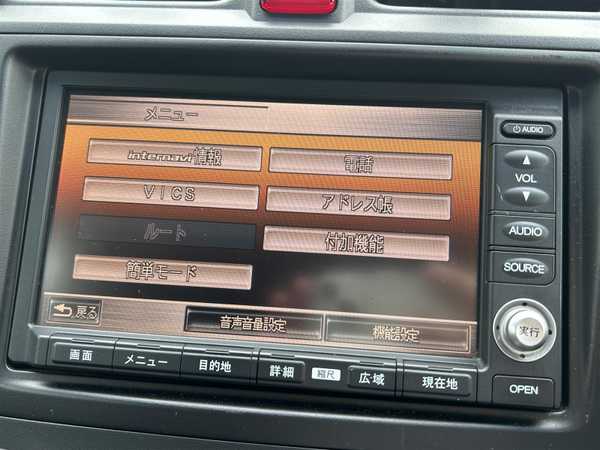 メニュー
internavi情報
電話
VICS
アドレス帳
ルート
付加機能
簡単モード
戻る
音声音量設定
機能設定
画面
メニュー
目的地
詳細
縮尺
広域
現在地
AUDIO
VOL
AUDIO
SOURCE
実行
OPEN